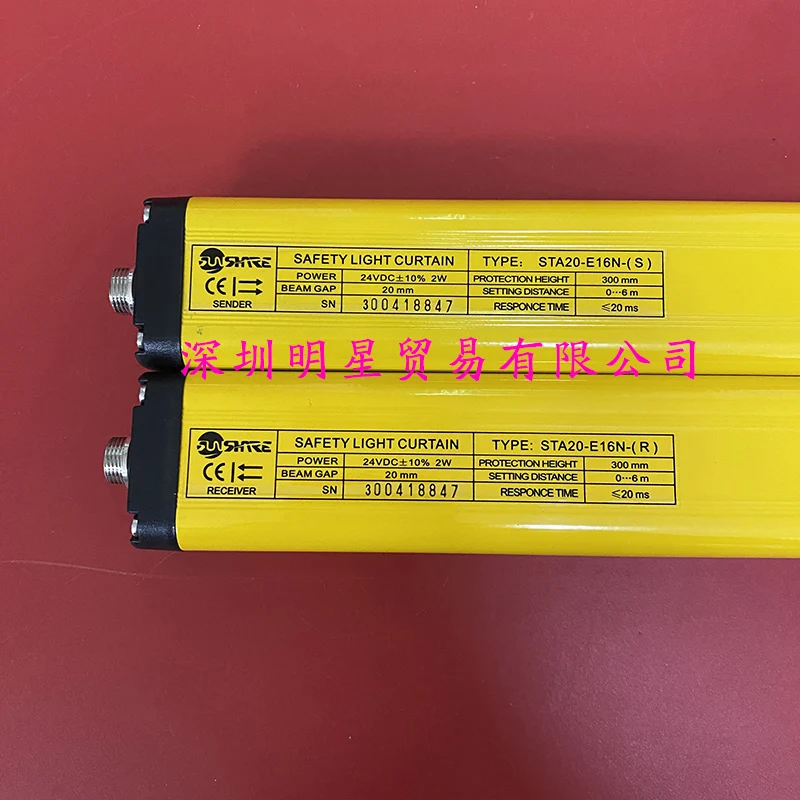 SUNSHARE SAFETY LIGHT CURTAIN TYPE: STA20-E16N-(S)
POWER 24VDC±10% 2W PROTECTION HEIGHT 300 mm
CE BEAM GAP 20 mm SETTING DISTANCE 0…6 m
SENDER SN 300418847 RESPONCE TIME ≤20 ms
深圳明星贸易有限公司
SUNSHARE SAFETY LIGHT CURTAIN TYPE: STA20-E16N-(R)
POWER 24VDC±10% 2W PROTECTION HEIGHT 300 mm
CE BEAM GAP 20 mm SETTING DISTANCE 0…6 m
RECEIVER SN 300418847 RESPONCE TIME ≤20 ms